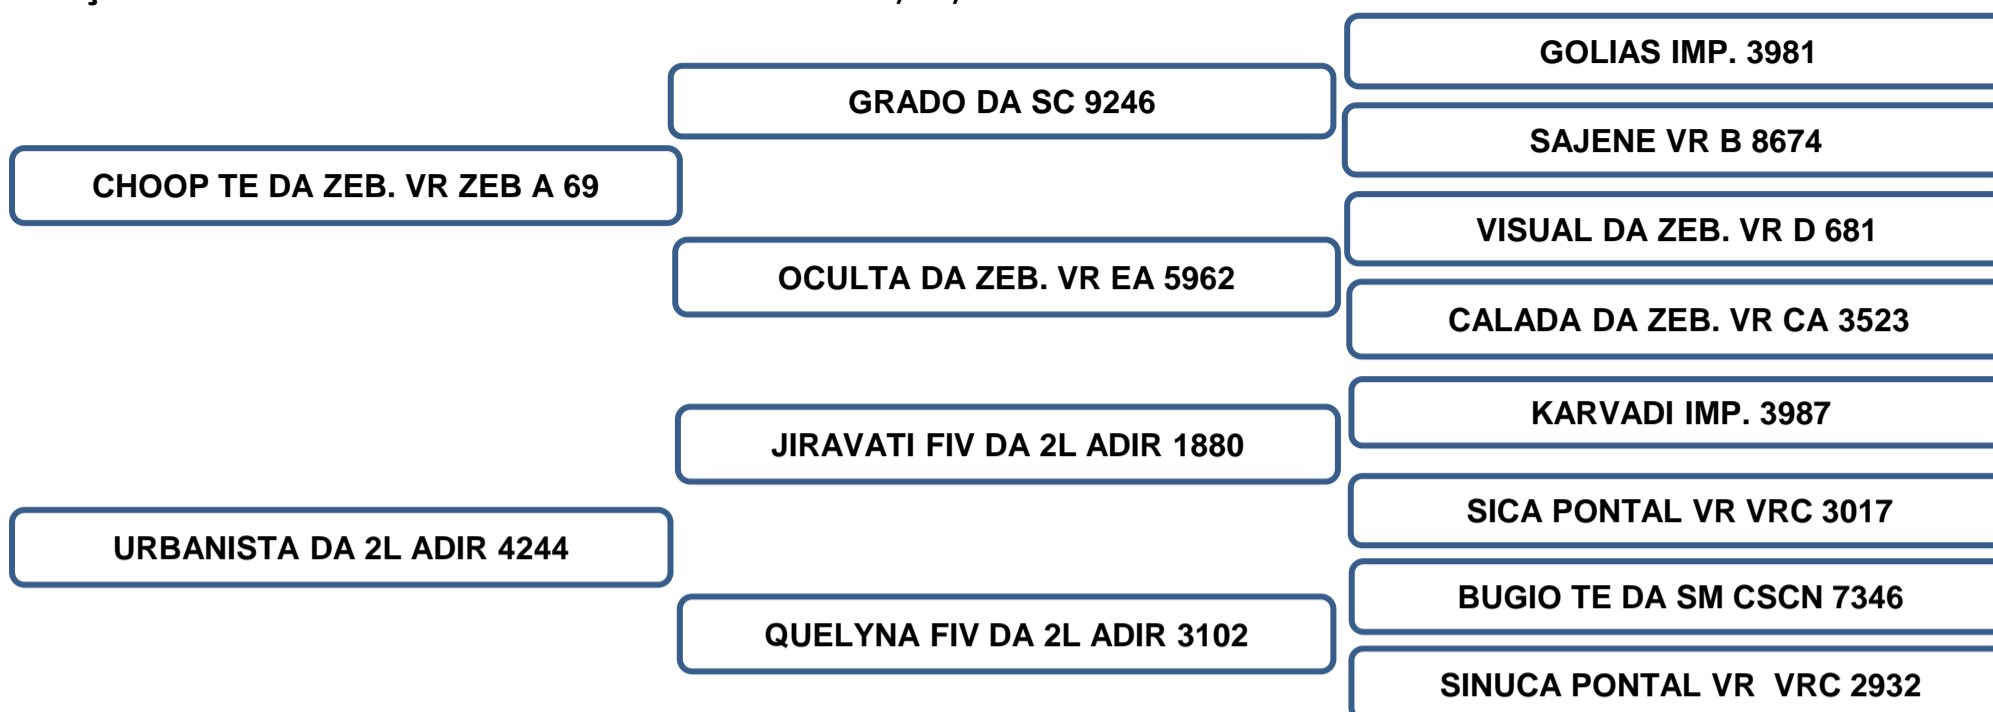 GOLIAS IMP. 3981
GRADO DA SC 9246
SAJENE VR B 8674
CHOOP TE DA ZEB. VR ZEB A 69
VISUAL DA ZEB. VR D 681
OCULTA DA ZEB. VR EA 5962
CALADA DA ZEB. VR CA 3523
KARVADI IMP. 3987
JIRAVATI FIV DA 2L ADIR 1880
SICA PONTAL VR VRC 3017
URBANISTA DA 2L ADIR 4244
BUGIO TE DA SM CSCN 7346
QUELYNA FIV DA 2L ADIR 3102
SINUCA PONTAL VR  VRC 2932